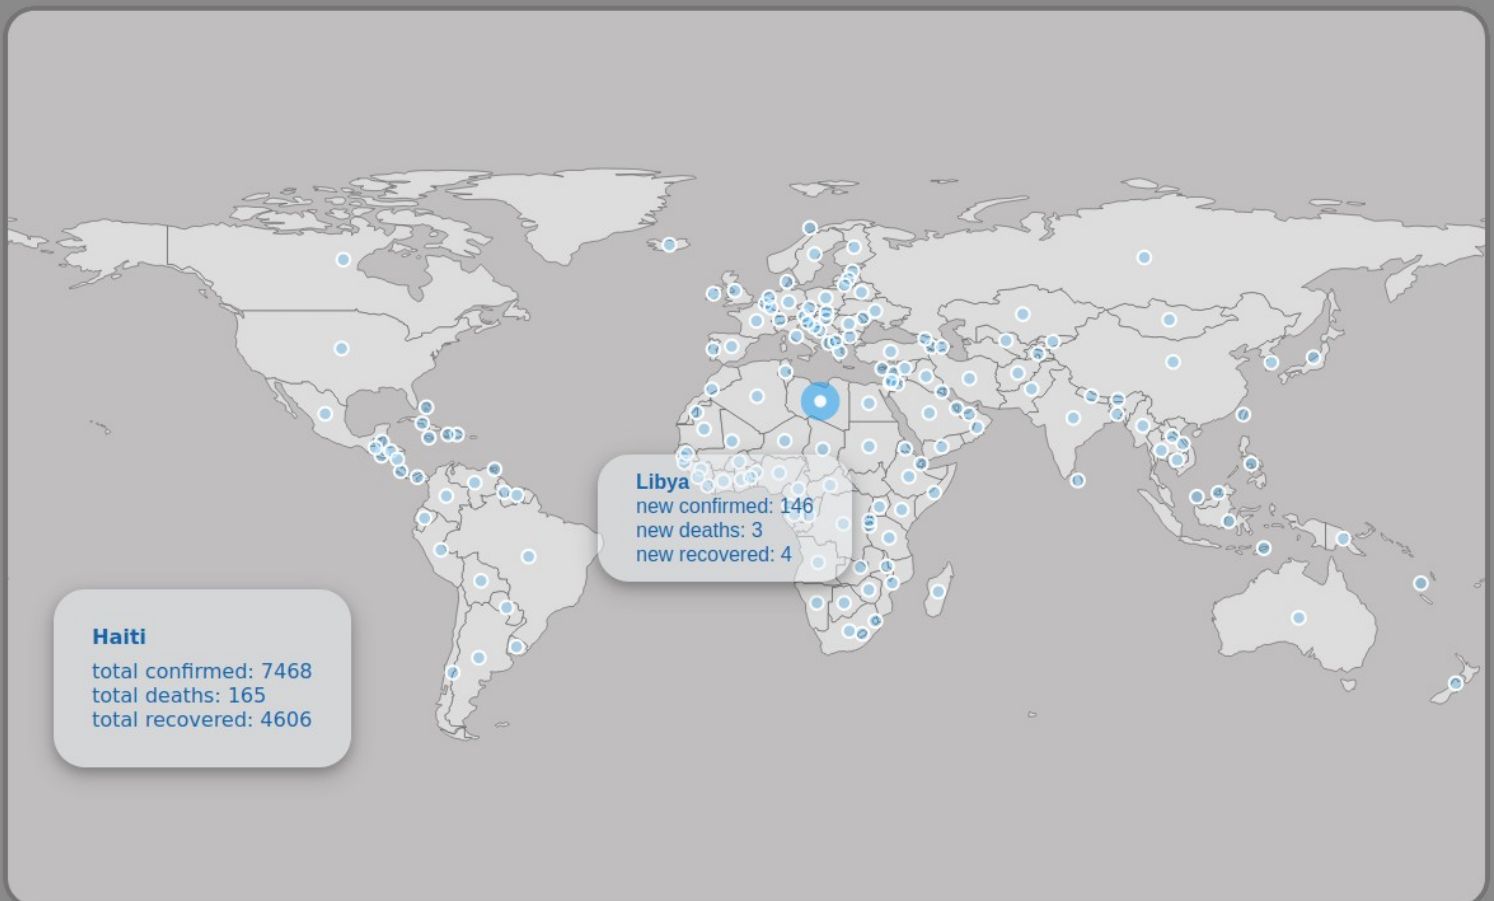 Libya
new confirmed: 146
new deaths: 3
new recovered: 4
Haiti
total confirmed: 7468
total deaths: 165
total recovered: 4606